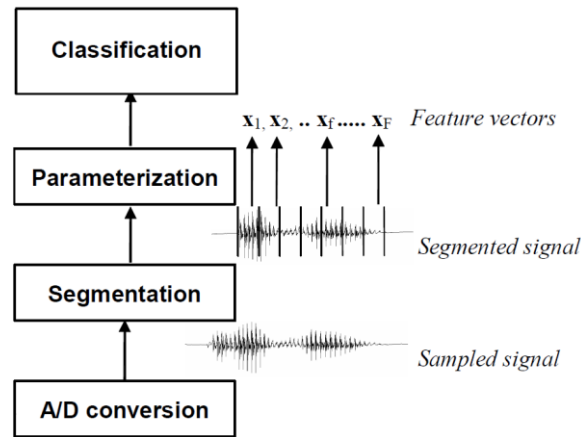 Classification
x1, x2, .. xf ..... xF Feature vectors
Parameterization
Segmented signal
Segmentation
Sampled signal
A/D conversion